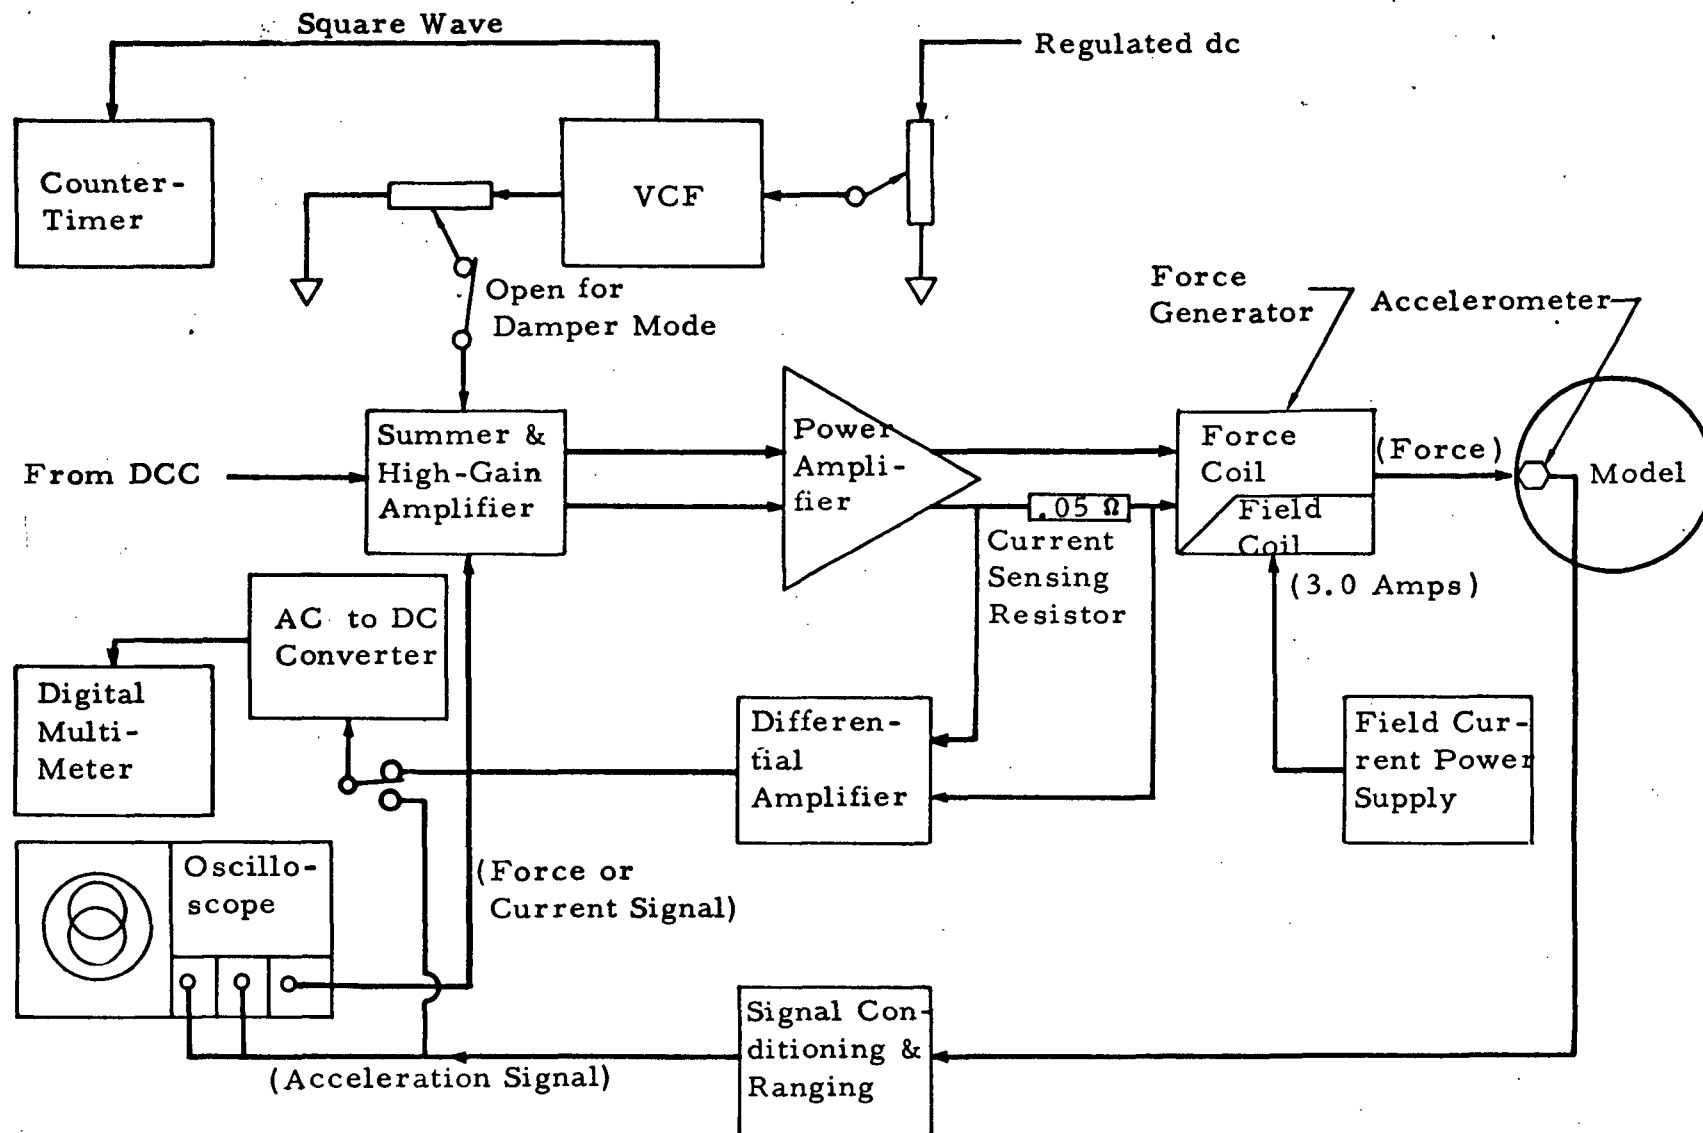 Square Wave
Regulated dc
Counter-
Timer
VCF
Open for
Damper Mode
Force
Generator
Accelerometer
From DCC
Summer &
High-Gain
Amplifier
Power
Ampli-
fier
Force
Coil
Field
Coil
(Force)
Model
.05 Ω
Current
Sensing
Resistor
(3.0 Amps)
AC to DC
Converter
Digital
Multi-
Meter
Differen-
tial
Amplifier
Field Cur-
rent Power
Supply
Oscillo-
scope
(Force or
Current Signal)
Signal Con-
ditioning &
Ranging
(Acceleration Signal)